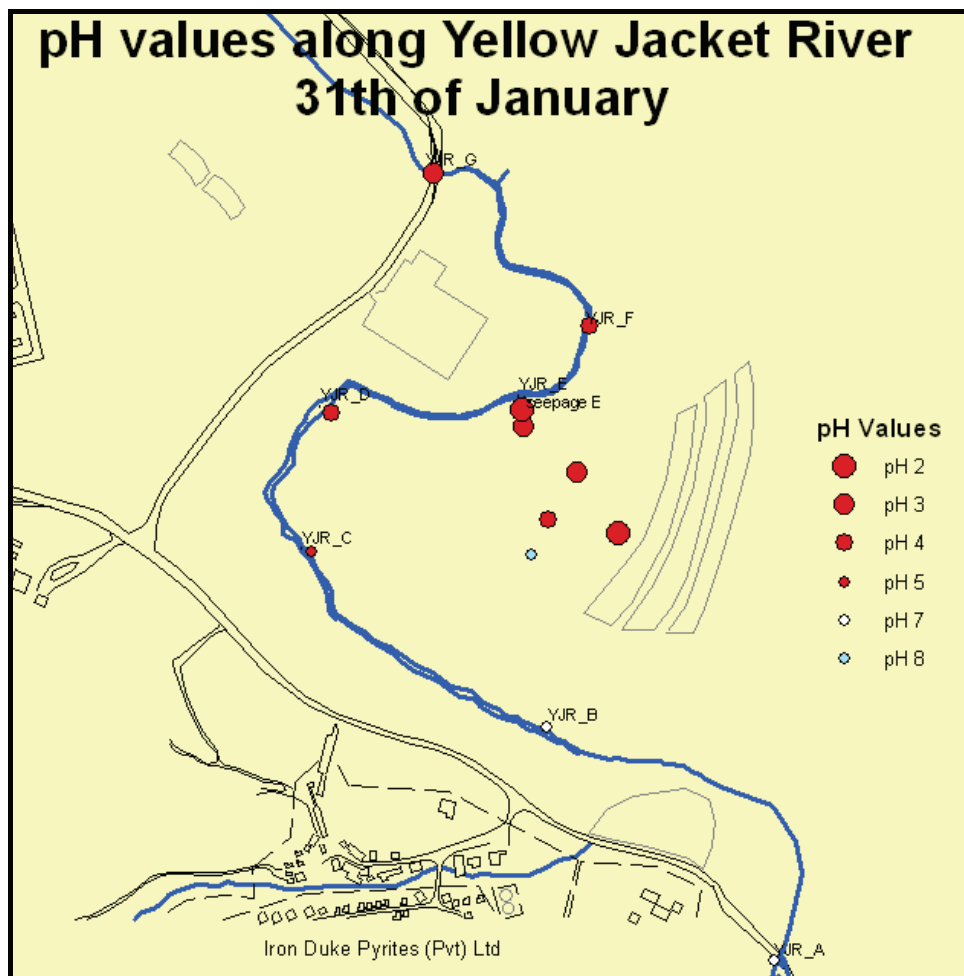 pH values along Yellow Jacket River
31th of January
YJR_G
YJR_F
YJR_E
seepage E
YJR_D
pH Values
pH 2
pH 3
pH 4
pH 5
pH 7
pH 8
YJR_C
YJR_B
YJR_A
Iron Duke Pyrites (Pvt) Ltd